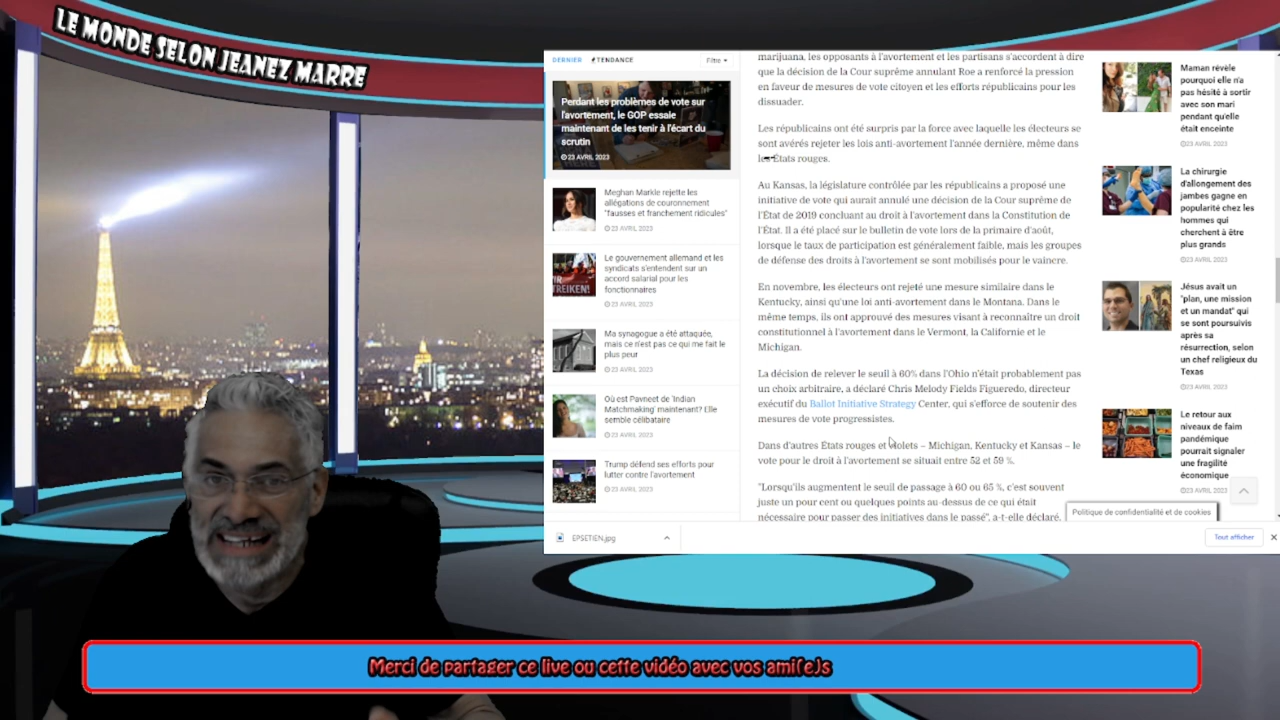 LE MONDE SELON JEANEZ MARRE
DERNIER
TENDANCE
Filtre
Perdant les problèmes de vote sur
l'avortement, le GOP essaie
maintenant de les tenir à l'écart du
scrutin
23 AVRIL 2023
Meghan Markle rejette les
allégations de couronnement
"fausses et franchement ridicules"
23 AVRIL 2023
Le gouvernement allemand et les
syndicats s'entendent sur un
accord salarial pour les
fonctionnaires
23 AVRIL 2023
Ma synagogue a été attaquée,
mais ce n'est pas ce qui me fait le
plus peur
23 AVRIL 2023
Où est Pavneet de 'Indian
Matchmaking' maintenant? Elle
semble célibataire
23 AVRIL 2023
Trump défend ses efforts pour
lutter contre l'avortement
23 AVRIL 2023
marijuana, les opposants à l'avortement et les partisans s'accordent à dire
que la décision de la Cour suprême annulant Roe a renforcé la pression
en faveur de mesures de vote citoyen et les efforts républicains pour les
dissuader.
Les républicains ont été surpris par la force avec laquelle les électeurs se
sont avérés rejeter les lois anti-avortement l'année dernière, même dans
les États rouges.
Au Kansas, la législature contrôlée par les républicains a proposé une
initiative de vote qui aurait annulé une décision de la Cour suprême de
l'État de 2019 concluant au droit à l'avortement dans la Constitution de
l'État. Il a été placé sur le bulletin de vote lors de la primaire d'août,
lorsque le taux de participation est généralement faible, mais les groupes
de défense des droits à l'avortement se sont mobilisés pour le vaincre.
En novembre, les électeurs ont rejeté une mesure similaire dans le
Kentucky, ainsi qu'une loi anti-avortement dans le Montana. Dans le
même temps, ils ont approuvé des mesures visant à reconnaître un droit
constitutionnel à l'avortement dans le Vermont, la Californie et le
Michigan.
La décision de relever le seuil à 60% dans l'Ohio n'était probablement pas
un choix arbitraire, a déclaré Chris Melody Fields Figueredo, directeur
exécutif du Ballot Initiative Strategy Center, qui s'efforce de soutenir des
mesures de vote progressistes.
Dans d'autres États rouges et violets – Michigan, Kentucky et Kansas – le
vote pour le droit à l'avortement se situait entre 52 et 59 %.
"Lorsqu'ils augmentent le seuil de passage à 60 ou 65 %, c'est souvent
juste un pour cent ou quelques points au-dessus de ce qui était
nécessaire pour passer des initiatives dans le passé", a-t-elle déclaré.
Maman révèle
pourquoi elle n'a
pas hésité à sortir
avec son mari
pendant qu'elle
était enceinte
23 AVRIL 2023
La chirurgie
d'allongement des
jambes gagne en
popularité chez les
hommes qui
cherchent à être
plus grands
23 AVRIL 2023
Jésus avait un
"plan, une mission
et un mandat" qui
se sont poursuivis
après sa
résurrection, selon
un chef religieux du
Texas
23 AVRIL 2023
Le retour aux
niveaux de faim
pandémique
pourrait signaler
une fragilité
économique
23 AVRIL 2023
Politique de confidentialité et de cookies
EPSETIEN.jpg
Tout afficher
Merci de partager ce live ou cette vidéo avec vos ami(e)s